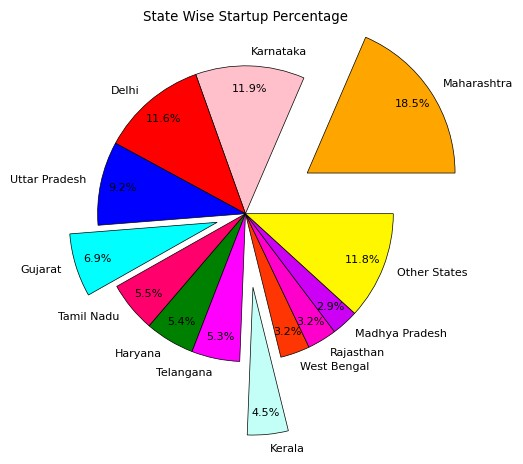 State Wise Startup Percentage
Maharashtra
18.5%
Karnataka
11.9%
Delhi
11.6%
Uttar Pradesh
9.2%
Gujarat
6.9%
Tamil Nadu
5.5%
Haryana
5.4%
Telangana
5.3%
Kerala
4.5%
West Bengal
3.2%
Rajasthan
3.2%
Madhya Pradesh
2.9%
Other States
11.8%